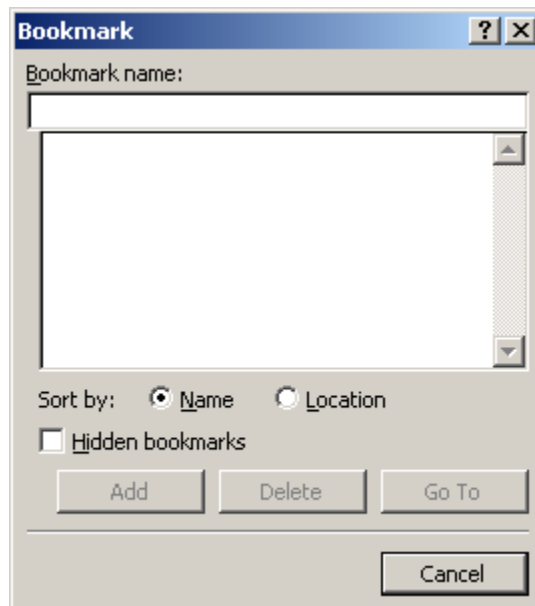 Bookmark
Bookmark name:
Sort by: Name Location
Hidden bookmarks
Add Delete Go To
Cancel